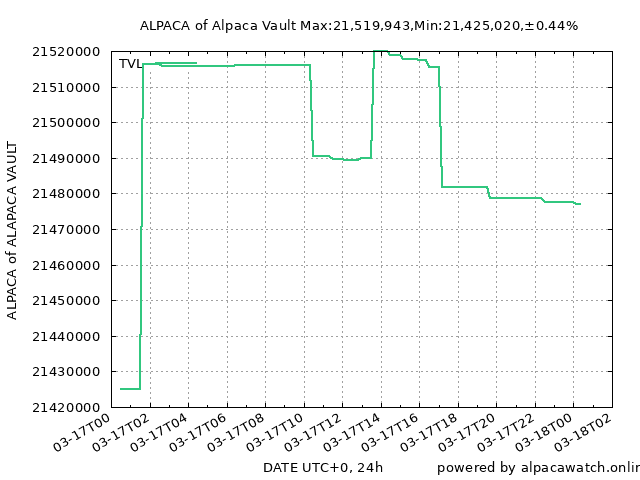 ALPACA of Alpaca Vault Max:21,519,943,Min:21,425,020,±0.44%
21520000
TVL
21510000
21500000
21490000
21480000
21470000
21460000
21450000
21440000
21430000
21420000
ALPACA of ALAPACA VAULT
03-17T00
03-17T02
03-17T04
03-17T06
03-17T08
03-17T10
03-17T12
03-17T14
03-17T16
03-17T18
03-17T20
03-17T22
03-18T00
03-18T02
DATE UTC+0, 24h
powered by alpacawatch.onlin